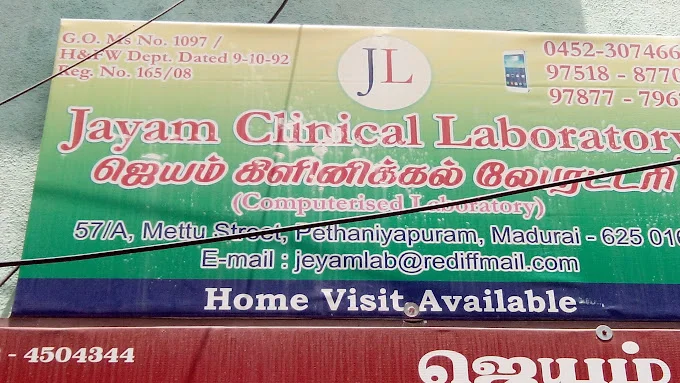 G.O. Ms No. 1097 /
H&FW Dept. Dated 9-10-92
Reg. No. 165/08
JL
0452-307466
97518 - 8770
97877 - 796
Jayam Clinical Laboratory
ஜெயம் கிளினிக்கல் லேபரட்டரி
(Computerised Laboratory)
57/A, Mettu Street, Pethaniyapuram, Madurai - 625 016
E-mail : jeyamlab@rediffmail.com
Home Visit Available
- 4504344
ஜெயம்